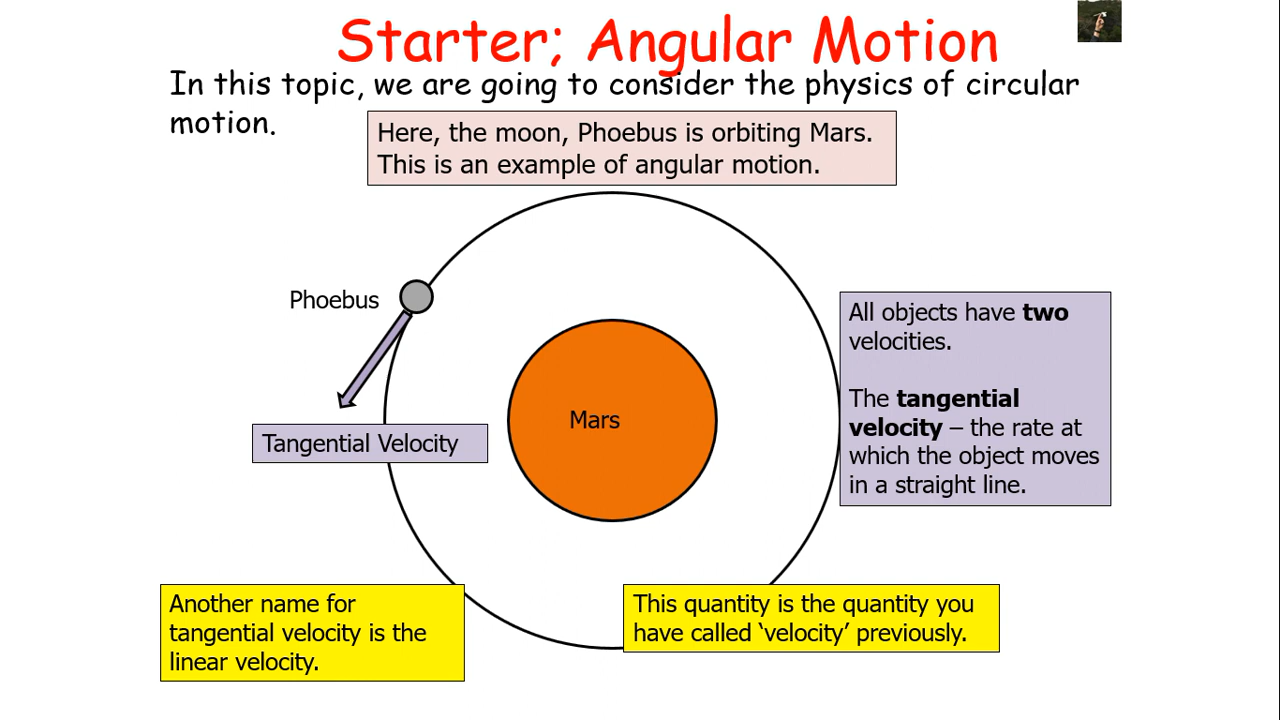 Starter; Angular Motion
In this topic, we are going to consider the physics of circular
motion.
Here, the moon, Phoebus is orbiting Mars.
This is an example of angular motion.
Phoebus
Mars
Tangential Velocity
All objects have two
velocities.
The tangential
velocity – the rate at
which the object moves
in a straight line.
Another name for
tangential velocity is the
linear velocity.
This quantity is the quantity you
have called ‘velocity’ previously.